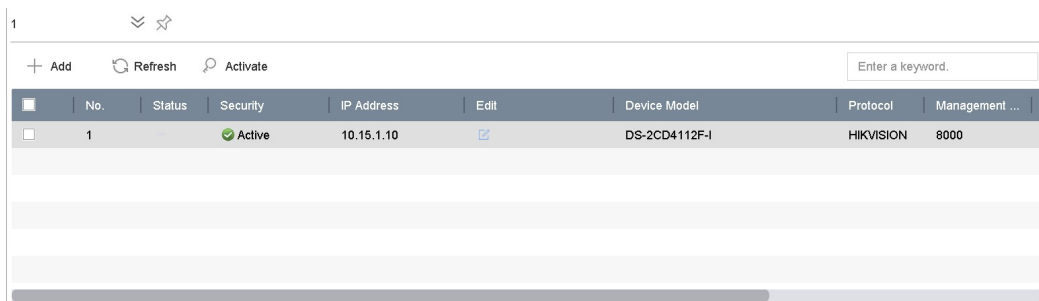 1
Add Refresh Activate Enter a keyword.
No. Status Security IP Address Edit Device Model Protocol Management ...
1 Active 10.15.1.10 DS-2CD4112F-I HIKVISION 8000